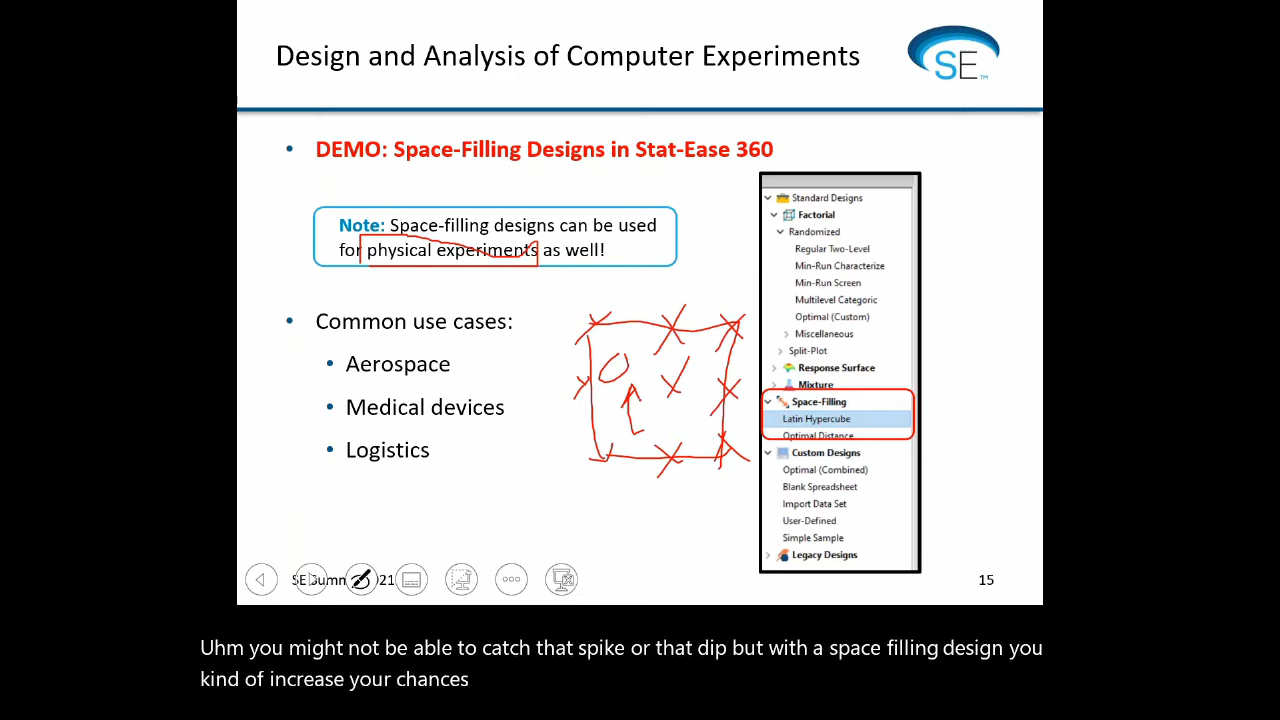 Design and Analysis of Computer Experiments
SE™
• DEMO: Space-Filling Designs in Stat-Ease 360
Note: Space-filling designs can be used
for physical experiments as well!
• Common use cases:
• Aerospace
• Medical devices
• Logistics
Standard Designs
Factorial
Randomized
Regular Two-Level
Min-Run Characterize
Min-Run Screen
Multilevel Categoric
Optimal (Custom)
Miscellaneous
Split-Plot
Response Surface
Mixture
Space-Filling
Latin Hypercube
Optimal Distance
Custom Designs
Optimal (Combined)
Blank Spreadsheet
Import Data Set
User-Defined
Simple Sample
Legacy Designs
SE Summ 21
15
Uhm you might not be able to catch that spike or that dip but with a space filling design you
kind of increase your chances